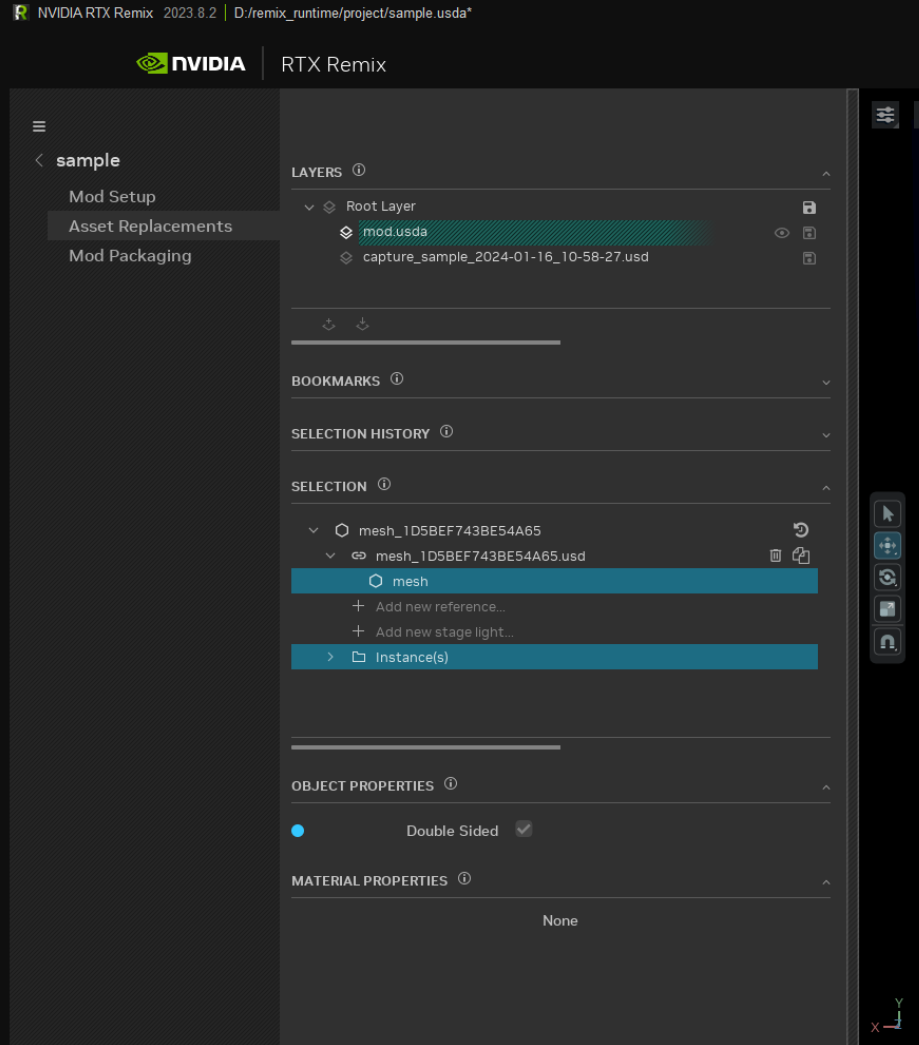 NVIDIA RTX Remix 2023.8.2 | D:/remix_runtime/project/sample.usda*
NVIDIA RTX Remix
sample
Mod Setup
Asset Replacements
Mod Packaging
LAYERS
Root Layer
mod.usda
capture_sample_2024-01-16_10-58-27.usd
BOOKMARKS
SELECTION HISTORY
SELECTION
mesh_1D5BEF743BE54A65
mesh_1D5BEF743BE54A65.usd
mesh
Add new reference...
Add new stage light...
Instance(s)
OBJECT PROPERTIES
Double Sided
MATERIAL PROPERTIES
None
Y
X Z